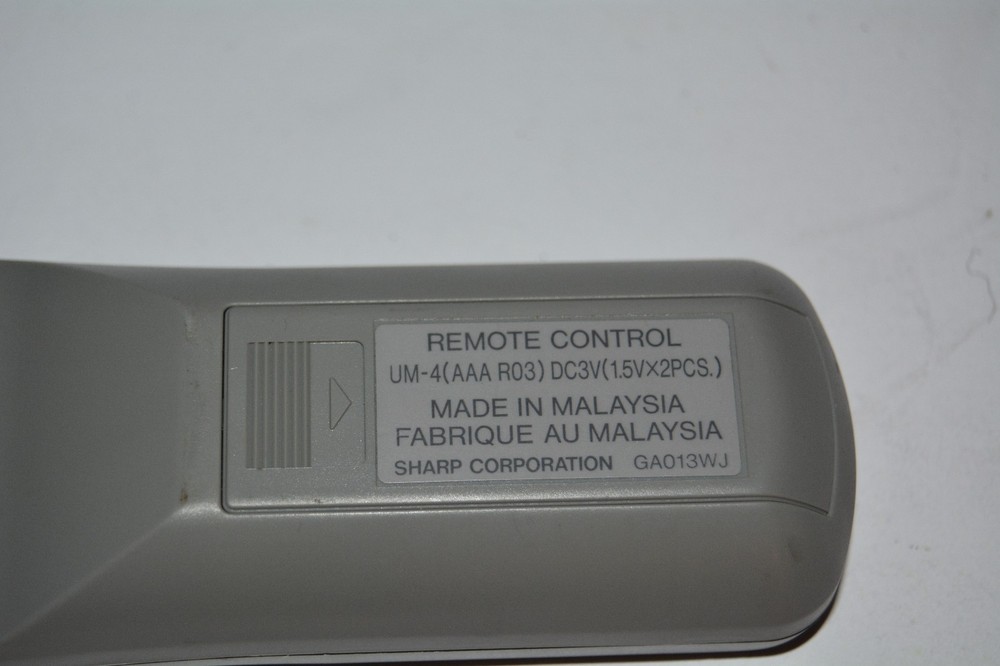 REMOTE CONTROL
UM-4(AAA R03) DC3V(1.5V×2PCS.)
MADE IN MALAYSIA
FABRIQUE AU MALAYSIA
SHARP CORPORATION GA013WJ